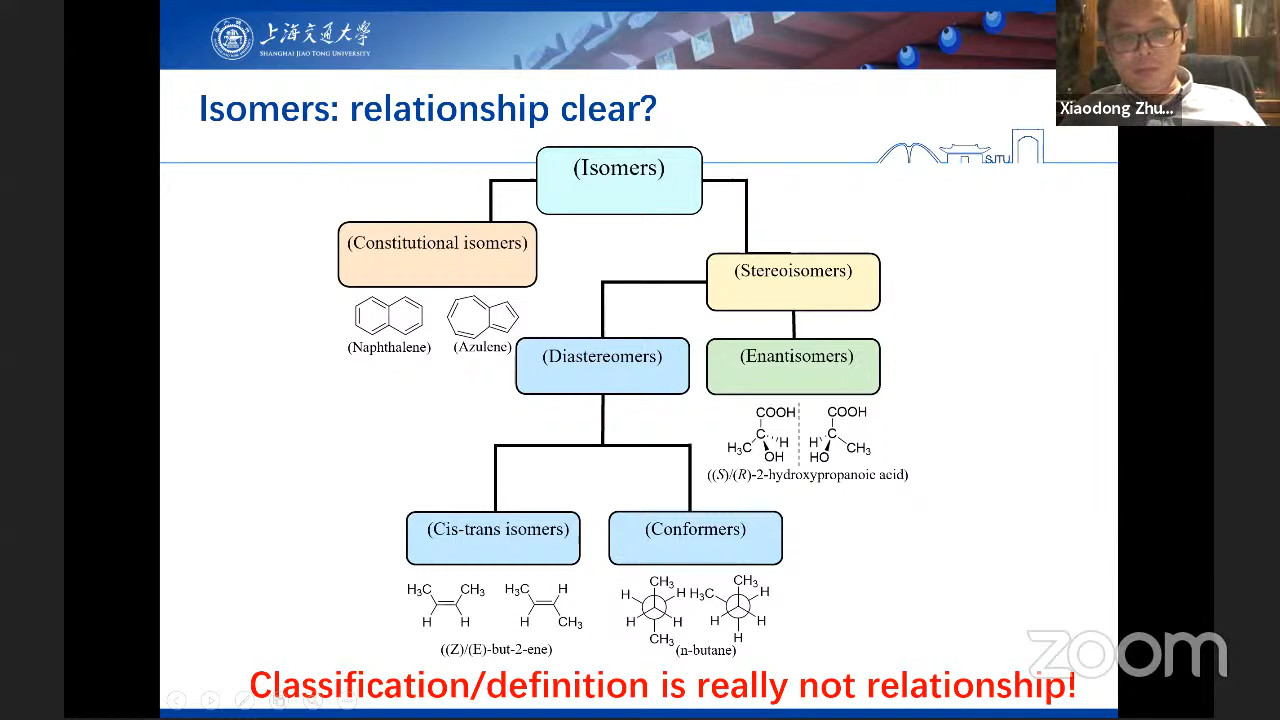 上海交通大学
SHANGHAI JIAO TONG UNIVERSITY
Xiaodong Zhu...
Isomers: relationship clear?
SJTU
(Isomers)
(Constitutional isomers)
(Stereoisomers)
(Naphthalene) (Azulene)
(Diastereomers)
(Enantisomers)
COOH COOH
C H H C
H₃C OH HO CH₃
((S)/(R)-2-hydroxypropanoic acid)
(Cis-trans isomers)
(Conformers)
H₃C CH₃ H₃C H
H H H CH₃
((Z)/(E)-but-2-ene)
CH₃ CH₃
H H H₃C H
H H H H
CH₃ H
(n-butane)
zoom
Classification/definition is really not relationship!